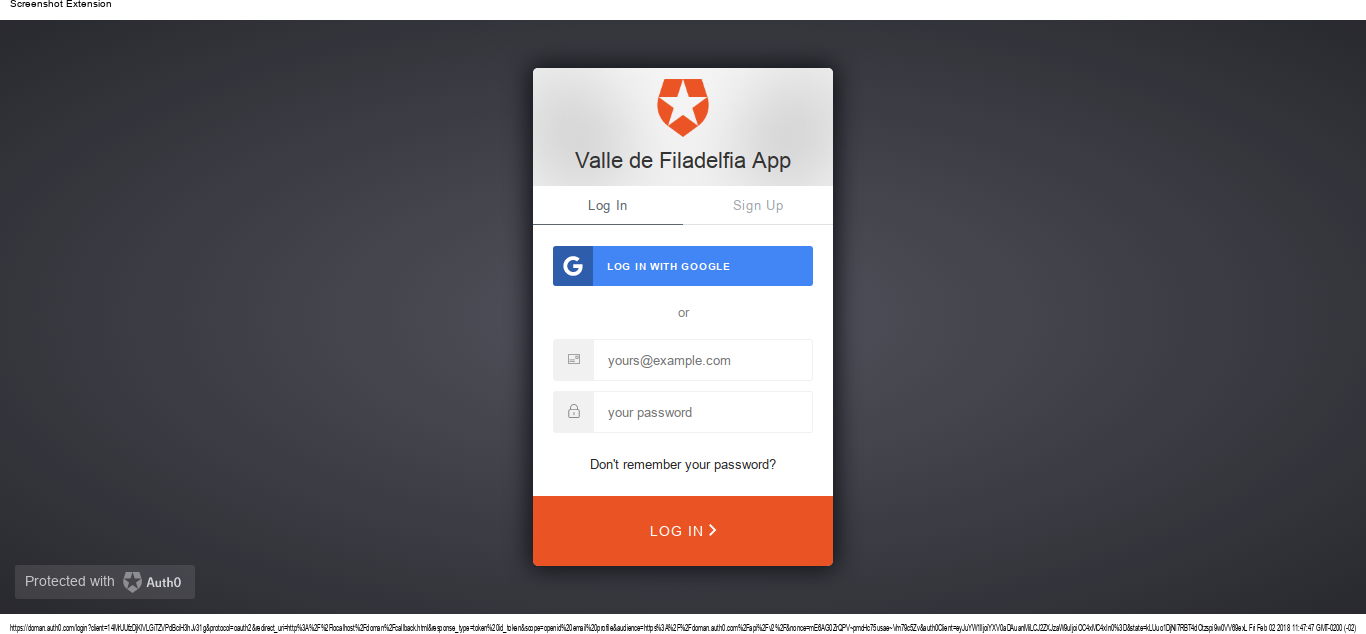 Screenshot Extension
Valle de Filadelfia App
Log In Sign Up
G LOG IN WITH GOOGLE
or
yours@example.com
your password
Don't remember your password?
LOG IN
Protected with Auth0
Fri Feb 02 2018 11:47:47 GMT-0200 (-02)